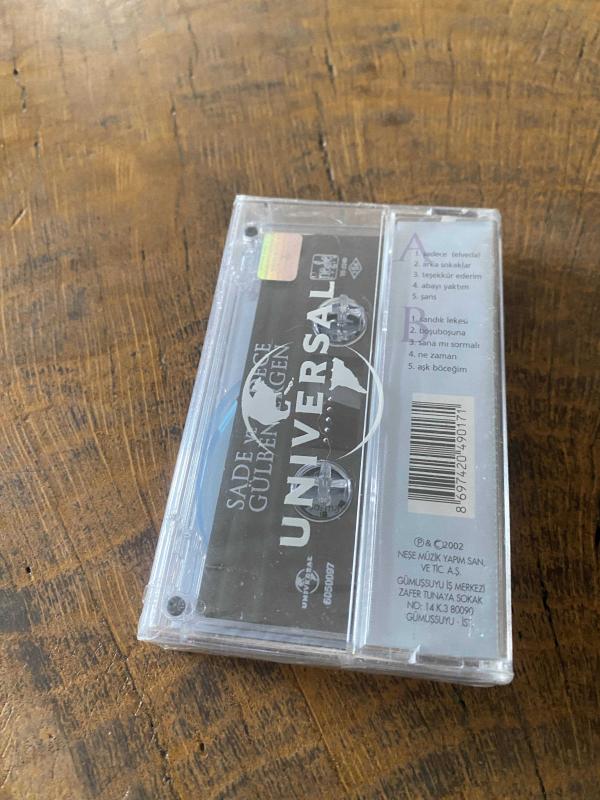 A
1. sadece (elveda)
2. arka sokaklar
3. teşekkür ederim
4. abayı yaktım
5. şans
B
1. sandık lekesi
2. boşuboşuna
3. sana mı sormalı
4. ne zaman
5. aşk böceğim
8 697420 490171
℗ & © 2002
NEŞE MÜZİK YAPIM SAN.
VE TİC. A.Ş.
GÜMÜŞSUYU İŞ MERKEZİ
ZAFER TUNAYA SOKAK
NO: 14 K.3 80090
GÜMÜŞSUYU - İST.
SADE VE SADECE
GÜLBEN ERGEN
UNIVERSAL
UNIVERSAL
6050097